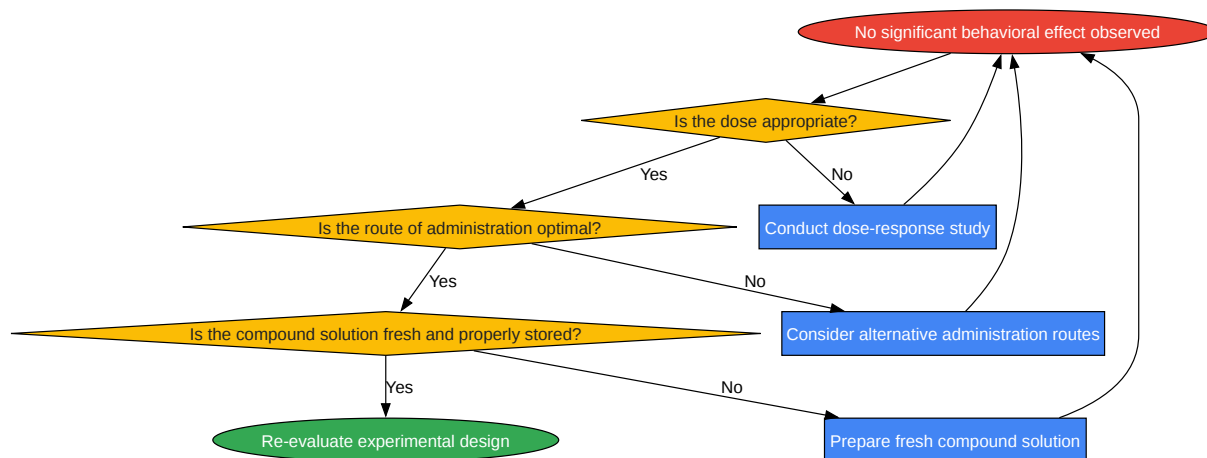 No significant behavioral effect observed
Is the dose appropriate?
Yes
No
Is the route of administration optimal?
Conduct dose-response study
Yes
No
Is the compound solution fresh and properly stored?
Consider alternative administration routes
Yes
No
Re-evaluate experimental design
Prepare fresh compound solution